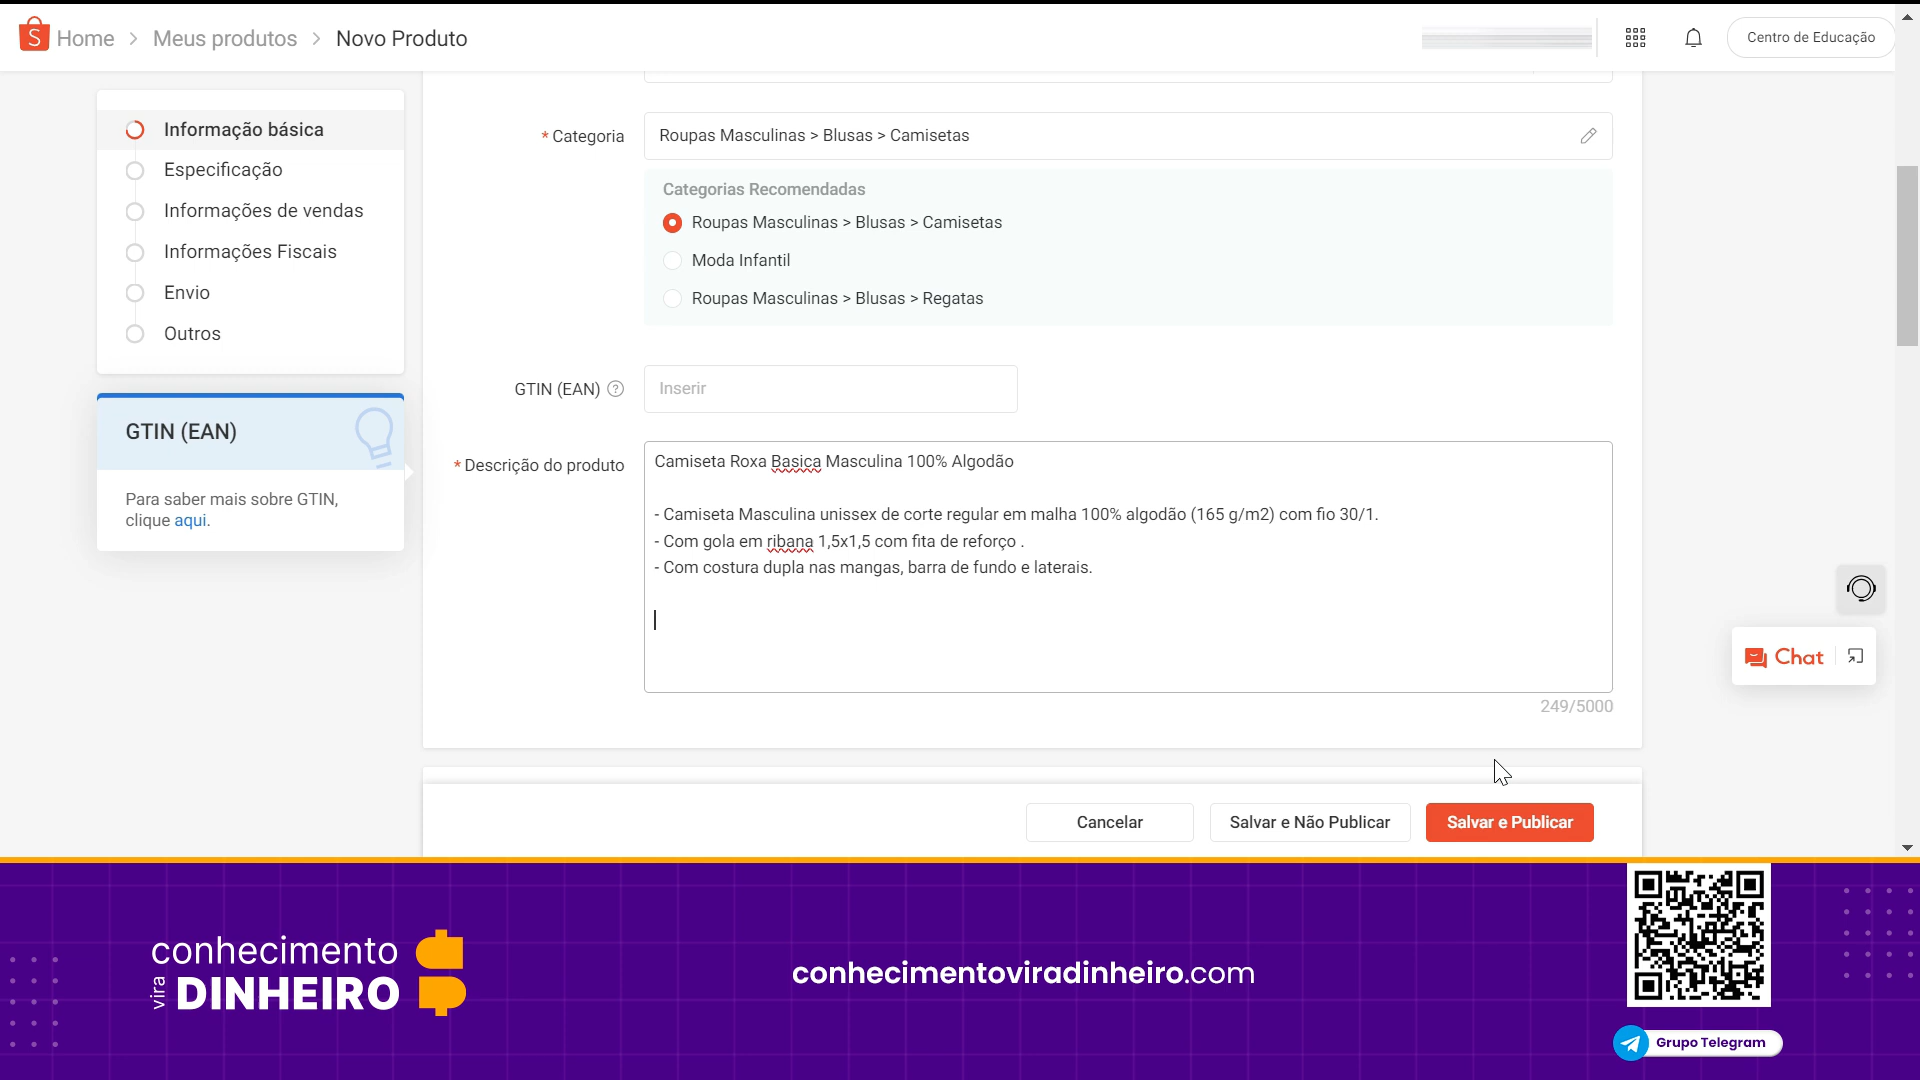 Home > Meus produtos > Novo Produto
Centro de Educação
Informação básica
Especificação
Informações de vendas
Informações Fiscais
Envio
Outros
GTIN (EAN)
Para saber mais sobre GTIN,
clique aqui.
* Categoria
Roupas Masculinas > Blusas > Camisetas
Categorias Recomendadas
Roupas Masculinas > Blusas > Camisetas
Moda Infantil
Roupas Masculinas > Blusas > Regatas
GTIN (EAN) ?
Inserir
* Descrição do produto
Camiseta Roxa Basica Masculina 100% Algodão
- Camiseta Masculina unissex de corte regular em malha 100% algodão (165 g/m2) com fio 30/1.
- Com gola em ribana 1,5x1,5 com fita de reforço .
- Com costura dupla nas mangas, barra de fundo e laterais.
249/5000
Chat
Cancelar
Salvar e Não Publicar
Salvar e Publicar
conhecimento
vira DINHEIRO
conhecimentoviradinheiro.com
Grupo Telegram